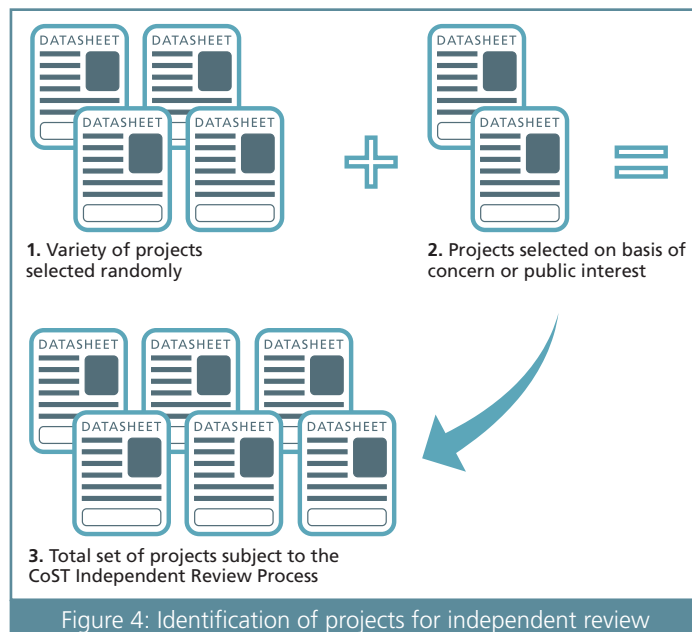 DATASHEET
DATASHEET
DATASHEET
DATASHEET
1. Variety of projects
selected randomly
DATASHEET
DATASHEET
2. Projects selected on basis of
concern or public interest
DATASHEET
DATASHEET
DATASHEET
DATASHEET
DATASHEET
DATASHEET
3. Total set of projects subject to the
CoST Independent Review Process
Figure 4: Identification of projects for independent review